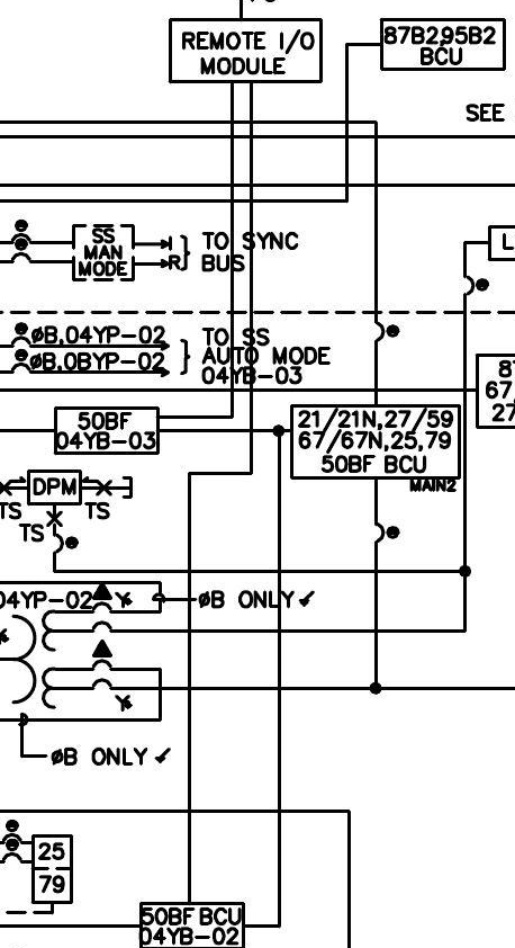 REMOTE I/O
MODULE
87B2,95B2
BCU
SEE
SS
MAN
MODE
R
TO SYNC
BUS
L
øB,04YP-02
øB,0BYP-02
TO SS
AUTO MODE
04YB-03
67,
27
50BF
04YB-03
21/21N,27/59
67/67N,25,79
50BF BCU
MAIN2
DPM
TS
TS
TS
04YP-02
øB ONLY ✓
øB ONLY ✓
25
79
50BF BCU
04YB-02